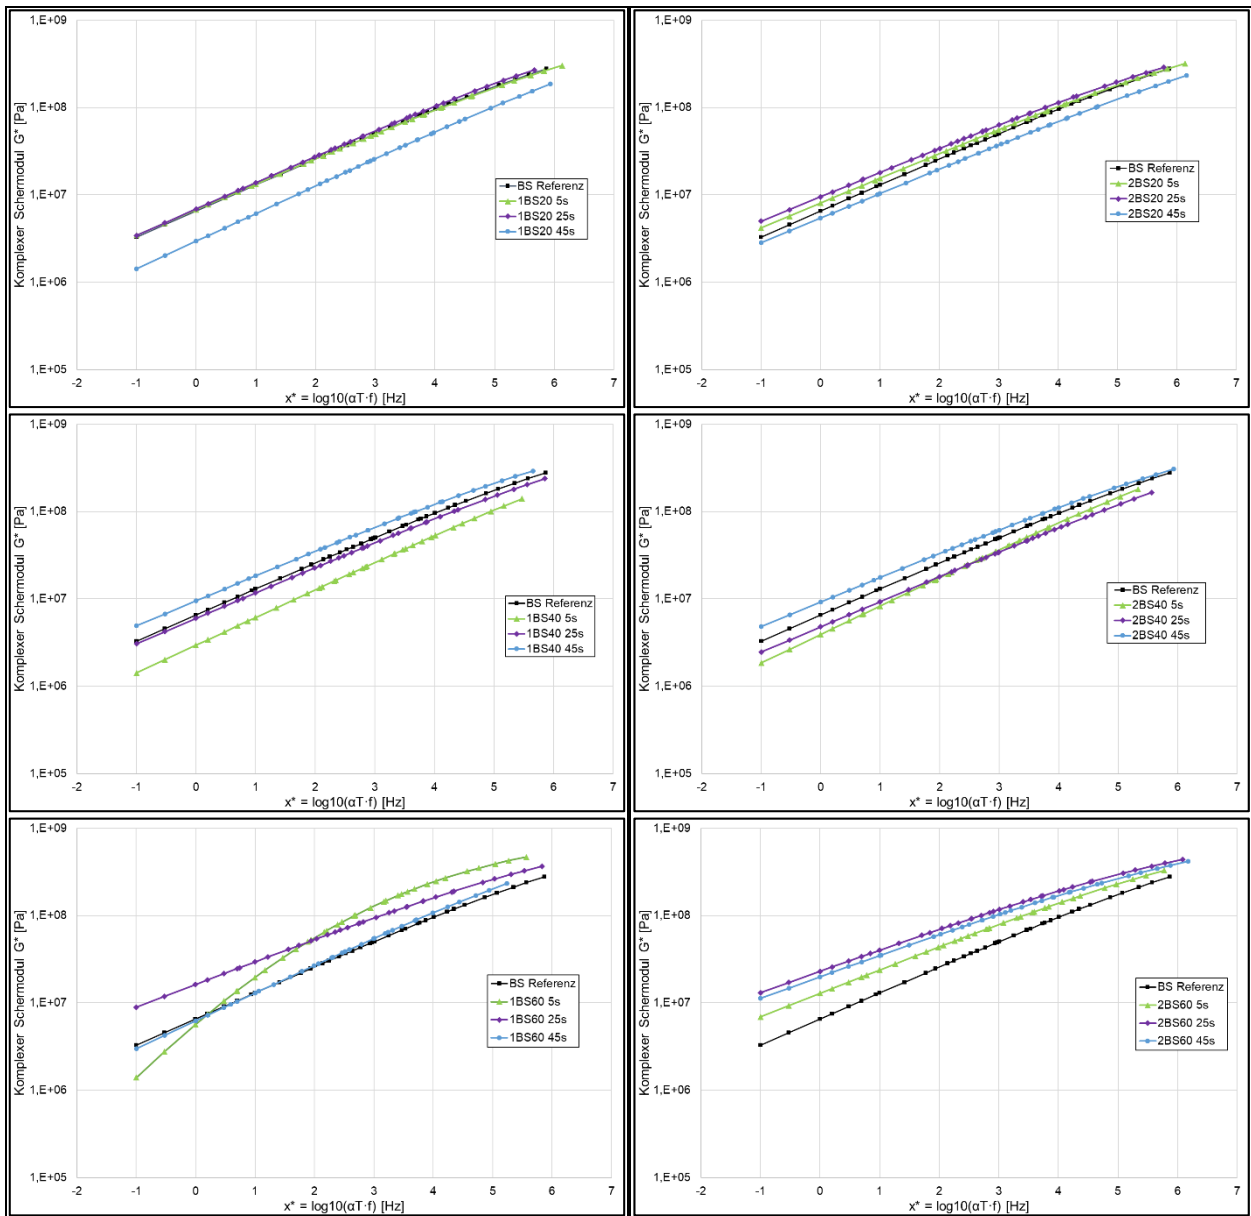 Komplexer Schermodul G* [Pa]
1,E+09
1,E+08
1,E+07
1,E+06
1,E+05
-2 -1 0 1 2 3 4 5 6 7
x* = log10(αT·f) [Hz]
BS Referenz
1BS20 5s
1BS20 25s
1BS20 45s
Komplexer Schermodul G* [Pa]
1,E+09
1,E+08
1,E+07
1,E+06
1,E+05
-2 -1 0 1 2 3 4 5 6 7
x* = log10(αT·f) [Hz]
BS Referenz
2BS20 5s
2BS20 25s
2BS20 45s
Komplexer Schermodul G* [Pa]
1,E+09
1,E+08
1,E+07
1,E+06
1,E+05
-2 -1 0 1 2 3 4 5 6 7
x* = log10(αT·f) [Hz]
BS Referenz
1BS40 5s
1BS40 25s
1BS40 45s
Komplexer Schermodul G* [Pa]
1,E+09
1,E+08
1,E+07
1,E+06
1,E+05
-2 -1 0 1 2 3 4 5 6 7
x* = log10(αT·f) [Hz]
BS Referenz
2BS40 5s
2BS40 25s
2BS40 45s
Komplexer Schermodul G* [Pa]
1,E+09
1,E+08
1,E+07
1,E+06
1,E+05
-2 -1 0 1 2 3 4 5 6 7
x* = log10(αT·f) [Hz]
BS Referenz
1BS60 5s
1BS60 25s
1BS60 45s
Komplexer Schermodul G* [Pa]
1,E+09
1,E+08
1,E+07
1,E+06
1,E+05
-2 -1 0 1 2 3 4 5 6 7
x* = log10(αT·f) [Hz]
BS Referenz
2BS60 5s
2BS60 25s
2BS60 45s